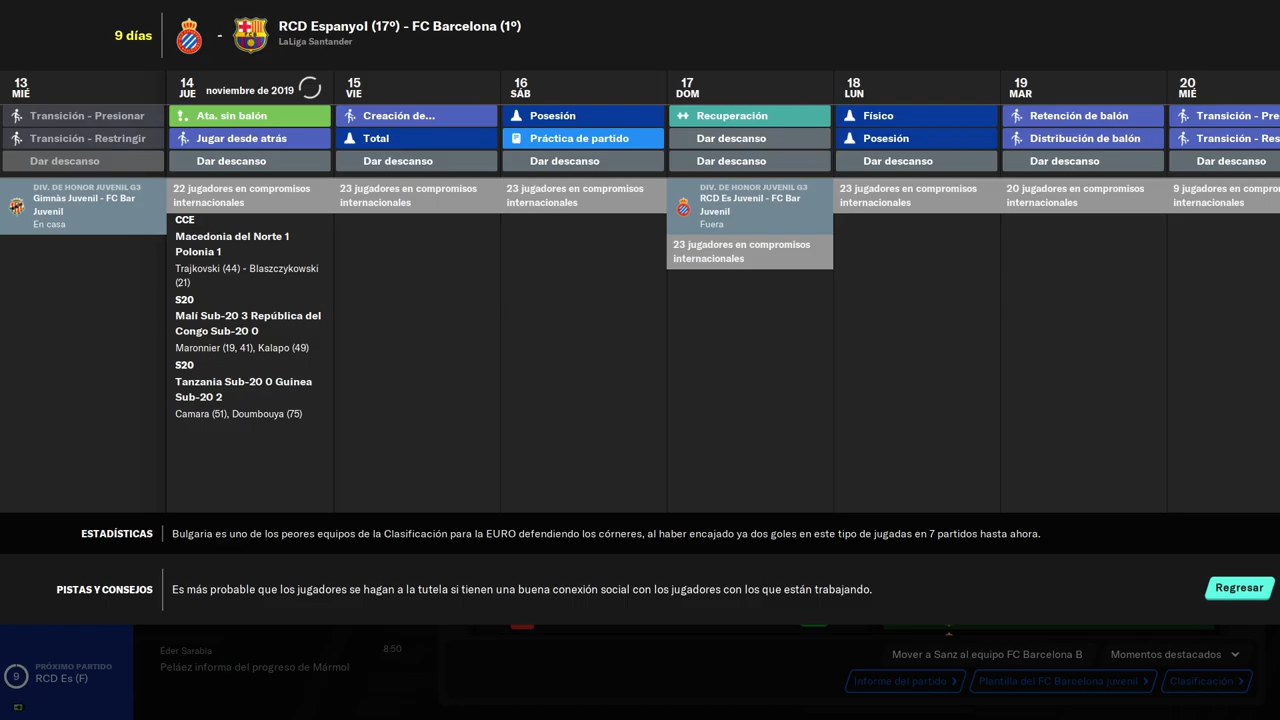 9 días
RCD Espanyol (17º) - FC Barcelona (1º)
LaLiga Santander
-
13
MIÉ
14
JUE
noviembre de 2019
15
VIE
16
SÁB
17
DOM
18
LUN
19
MAR
20
MIÉ
Transición - Presionar
Ata. sin balón
Creación de...
Posesión
Recuperación
Físico
Retención de balón
Transición - Pre
Transición - Restringir
Jugar desde atrás
Total
Práctica de partido
Dar descanso
Posesión
Distribución de balón
Transición - Res
Dar descanso
Dar descanso
Dar descanso
Dar descanso
Dar descanso
Dar descanso
Dar descanso
Dar descanso
DIV. DE HONOR JUVENIL G3
Gimnàs Juvenil - FC Bar
Juvenil
En casa
22 jugadores en compromisos
internacionales
CCE
Macedonia del Norte 1
Polonia 1
Trajkovski (44) - Blaszczykowski
(21)
S20
Malí Sub-20 3 República del
Congo Sub-20 0
Maronnier (19, 41), Kalapo (49)
S20
Tanzania Sub-20 0 Guinea
Sub-20 2
Camara (51), Doumbouya (75)
23 jugadores en compromisos
internacionales
23 jugadores en compromisos
internacionales
DIV. DE HONOR JUVENIL G3
RCD Es Juvenil - FC Bar
Juvenil
Fuera
23 jugadores en compromisos
internacionales
23 jugadores en compromisos
internacionales
20 jugadores en compromisos
internacionales
9 jugadores en compro
internacionales
ESTADÍSTICAS
Bulgaria es uno de los peores equipos de la Clasificación para la EURO defendiendo los córneres, al haber encajado ya dos goles en este tipo de jugadas en 7 partidos hasta ahora.
PISTAS Y CONSEJOS
Es más probable que los jugadores se hagan a la tutela si tienen una buena conexión social con los jugadores con los que están trabajando.
Regresar
9
PRÓXIMO PARTIDO
RCD Es (F)
Éder Sarabia
8:50
Peláez informa del progreso de Mármol
Mover a Sanz al equipo FC Barcelona B
Momentos destacados
Informe del partido
Plantilla del FC Barcelona juvenil
Clasificación